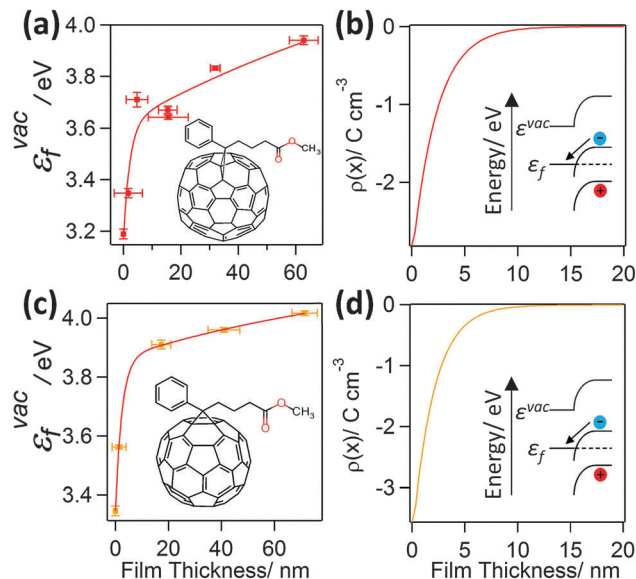 (a)
4.0
3.8
3.6
3.4
3.2
ε_f^vac / eV
0
20
40
60
O
O
CH₃
(b)
0
-1
-2
ρ(x)/ C cm⁻³
0
5
10
15
20
Energy/ eV
ε^vac
ε_f
−
+
(c)
4.0
3.8
3.6
3.4
ε_f^vac / eV
0
20
40
60
Film Thickness/ nm
O
O
CH₃
(d)
0
-1
-2
-3
ρ(x)/ C cm⁻³
0
5
10
15
20
Film Thickness/ nm
Energy/ eV
ε^vac
ε_f
−
+